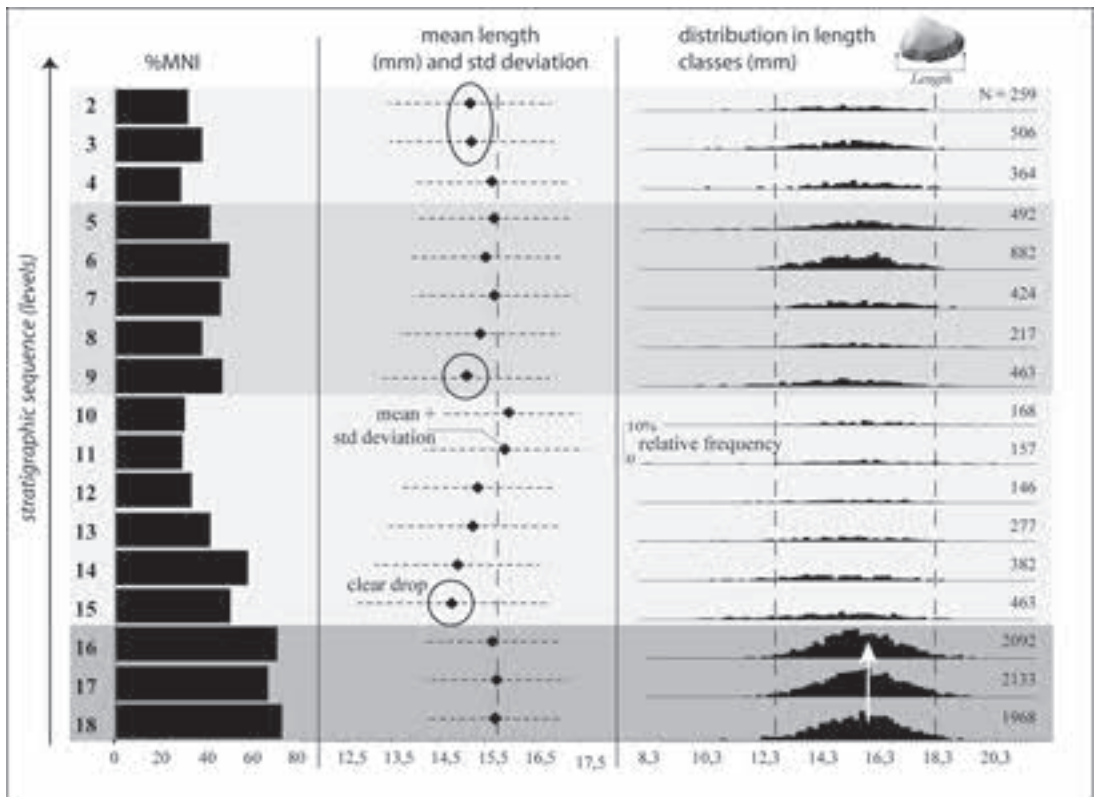 %MNI
mean length
(mm) and std deviation
distribution in length
classes (mm)
Length
stratigraphic sequence (levels)
2
N = 259
3
506
4
364
5
492
6
882
7
424
8
217
9
463
10
mean
168
10%
11
std deviation
0
relative frequency
157
12
146
13
277
14
382
15
clear drop
463
16
2092
17
2133
18
1968
0 20 40 60 80
12,5 13,5 14,5 15,5 16,5 17,5
8,3 10,3 12,3 14,3 16,3 18,3 20,3